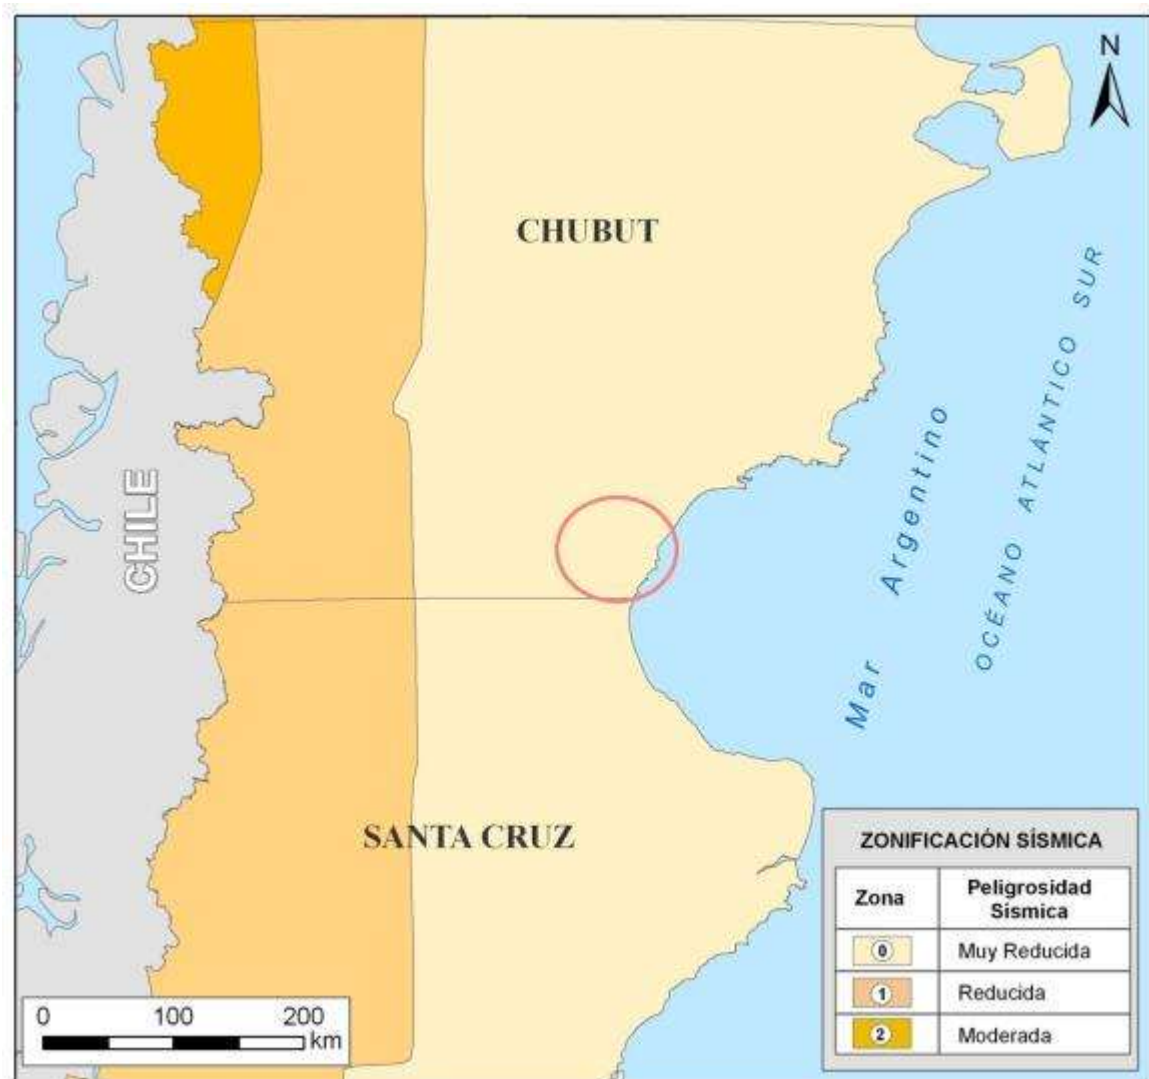 N
CHUBUT
CHILE
Mar Argentino
OCÉANO ATLÁNTICO SUR
SANTA CRUZ
ZONIFICACIÓN SÍSMICA
Zona
Peligrosidad
Sísmica
0 Muy Reducida
1 Reducida
2 Moderada
0 100 200
km